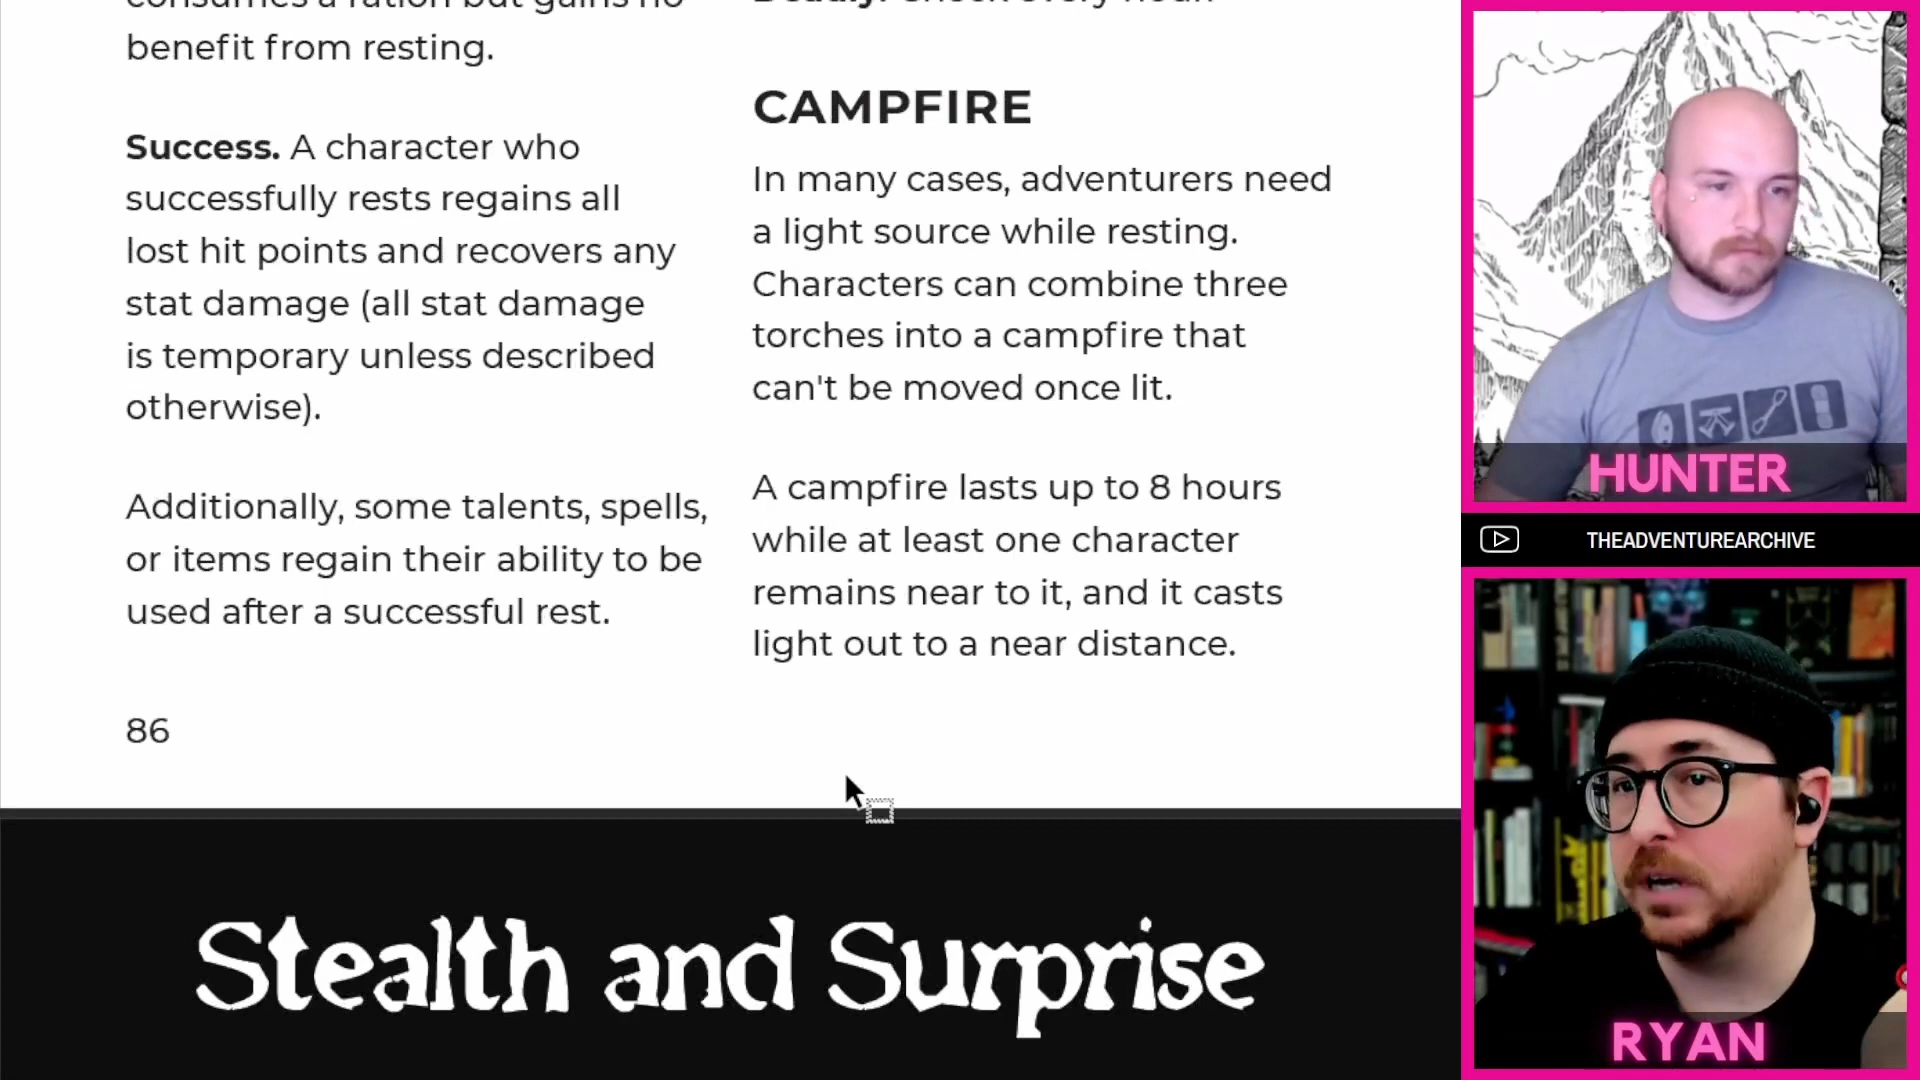 benefit from resting.
Success. A character who
successfully rests regains all
lost hit points and recovers any
stat damage (all stat damage
is temporary unless described
otherwise).
Additionally, some talents, spells,
or items regain their ability to be
used after a successful rest.
86
CAMPFIRE
In many cases, adventurers need
a light source while resting.
Characters can combine three
torches into a campfire that
can't be moved once lit.
A campfire lasts up to 8 hours
while at least one character
remains near to it, and it casts
light out to a near distance.
Stealth and Surprise
HUNTER
THEADVENTUREARCHIVE
RYAN